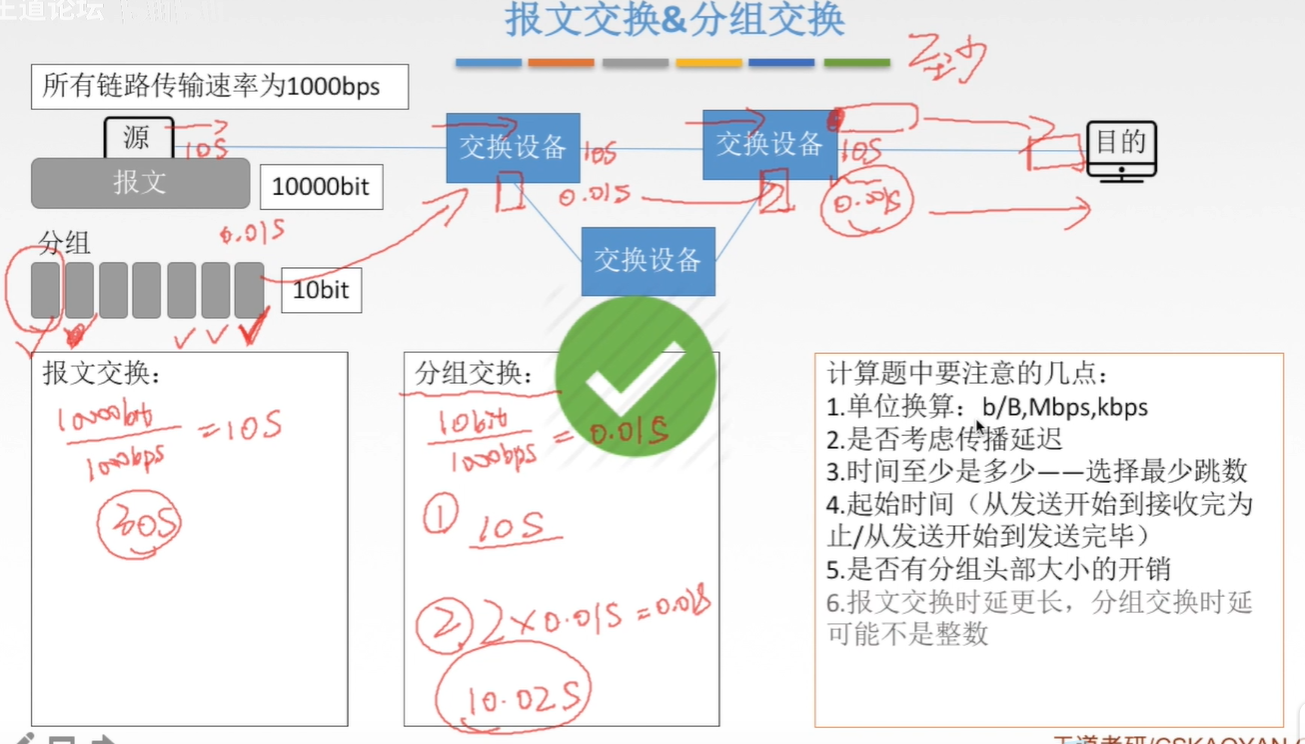 王道论坛
报文交换&分组交换
至少
所有链路传输速率为1000bps
源
10S
交换设备
10S
交换设备
10S
目的
报文
10000bit
0.01S
0.01S
0.01S
分组
10bit
交换设备
报文交换：
10000bit
1000bps
=10S
30S
分组交换：
10bit
1000bps
= 0.01S
① 10S
② 2×0.01S=0.02S
10.02S
计算题中要注意的几点：
1.单位换算：b/B,Mbps,kbps
2.是否考虑传播延迟
3.时间至少是多少——选择最少跳数
4.起始时间（从发送开始到接收完为
止/从发送开始到发送完毕）
5.是否有分组头部大小的开销
6.报文交换时延更长，分组交换时延
可能不是整数
王道考研/CSKAOYAN